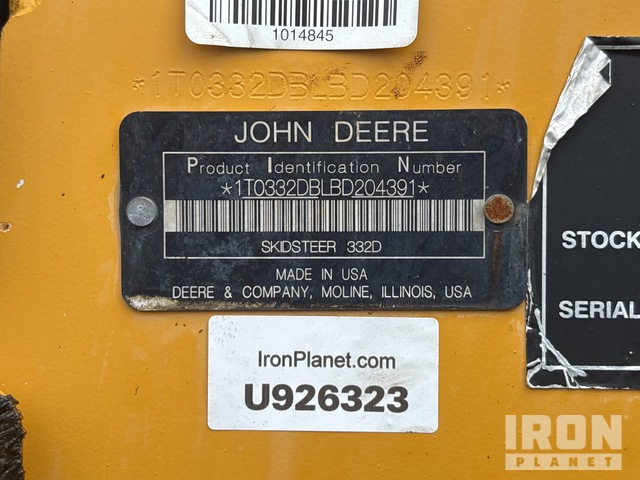 1014845
*1T0332DBLBD204391*
JOHN DEERE
Product Identification Number
*1T0332DBLBD204391*
SKIDSTEER 332D
MADE IN USA
DEERE & COMPANY, MOLINE, ILLINOIS, USA
STOCK
SERIAL
IronPlanet.com
U926323
IRON
PLANET